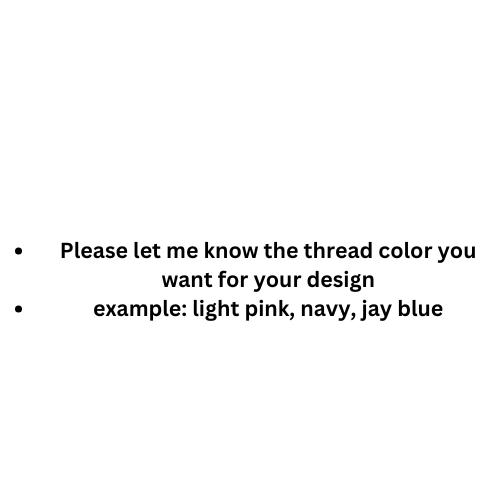 • Please let me know the thread color you
want for your design
• example: light pink, navy, jay blue